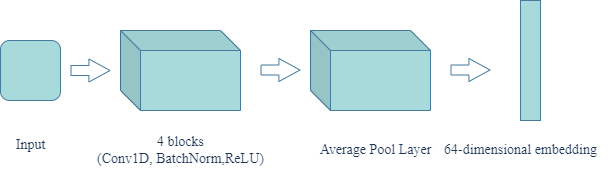 Input
4 blocks
(Conv1D, BatchNorm,ReLU)
Average Pool Layer
64-dimensional embedding